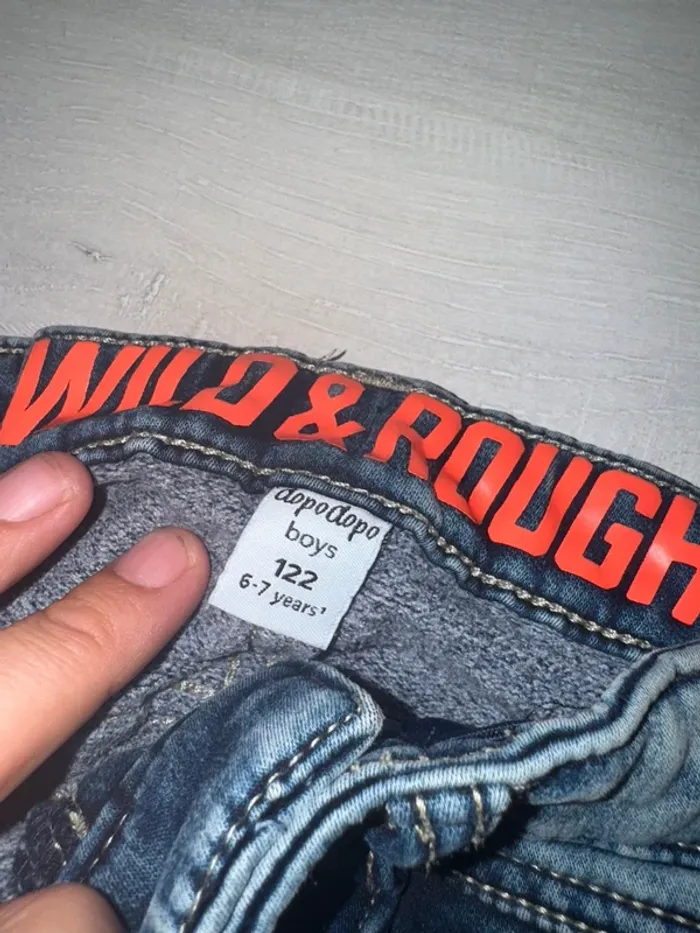 WILD & ROUGH
dopodopo
boys
122
6-7 years¹